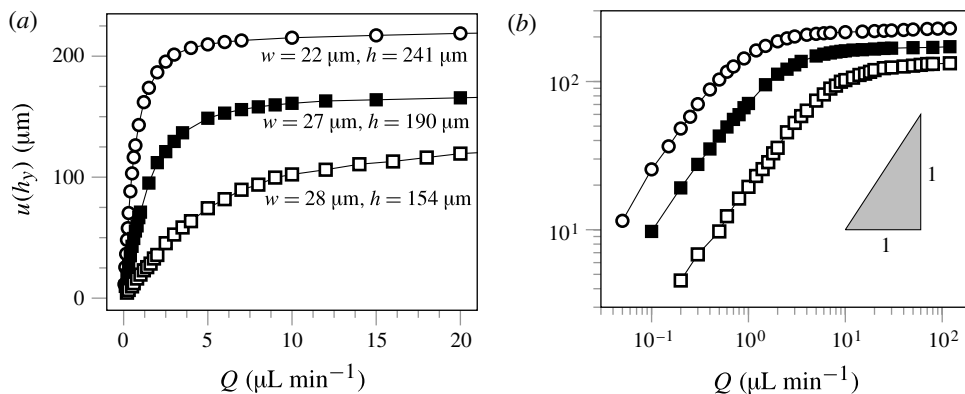 (a)
200
100
0
u(h_y) (μm)
w = 22 μm, h = 241 μm
w = 27 μm, h = 190 μm
w = 28 μm, h = 154 μm
0 5 10 15 20
Q (μL min⁻¹)
(b)
10²
10¹
1
1
10⁻¹ 10⁰ 10¹ 10²
Q (μL min⁻¹)